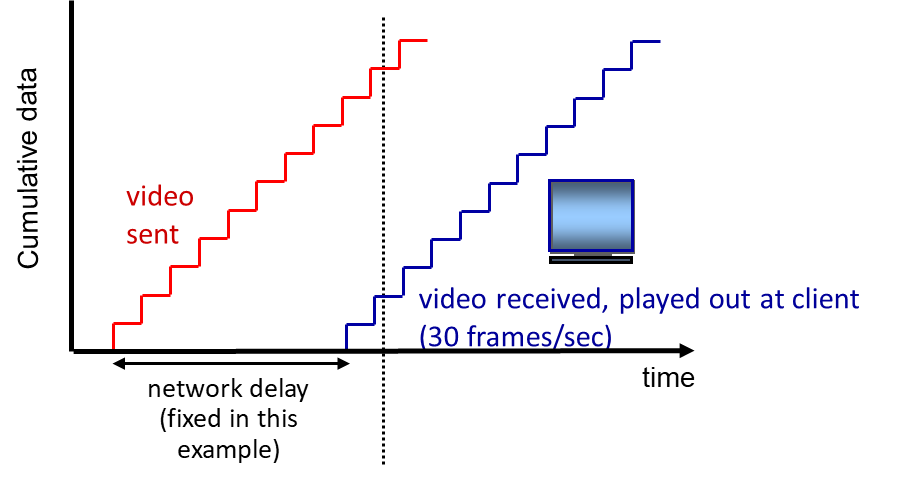 Cumulative data
video
sent
video received, played out at client
(30 frames/sec)
time
network delay
(fixed in this
example)